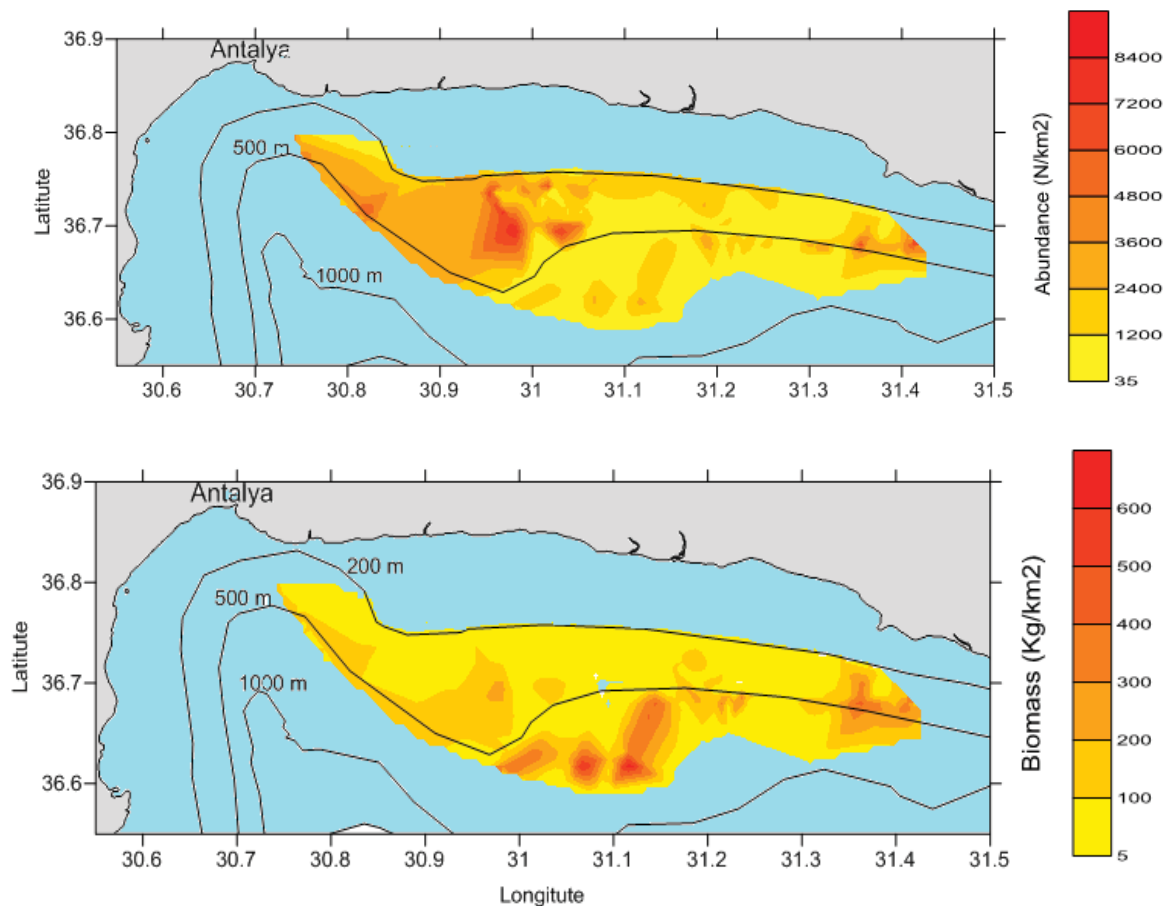 36.9
Antalya
8400
36.8
500 m
7200
6000
Latitute
36.7
4800
Abundance (N/km2)
3600
1000 m
2400
36.6
1200
35
30.6 30.7 30.8 30.9 31 31.1 31.2 31.3 31.4 31.5
36.9
Antalya
600
200 m
36.8
500 m
500
400
Latitute
36.7
1000 m
Biomass (Kg/km2)
300
200
36.6
100
5
30.6 30.7 30.8 30.9 31 31.1 31.2 31.3 31.4 31.5
Longitute